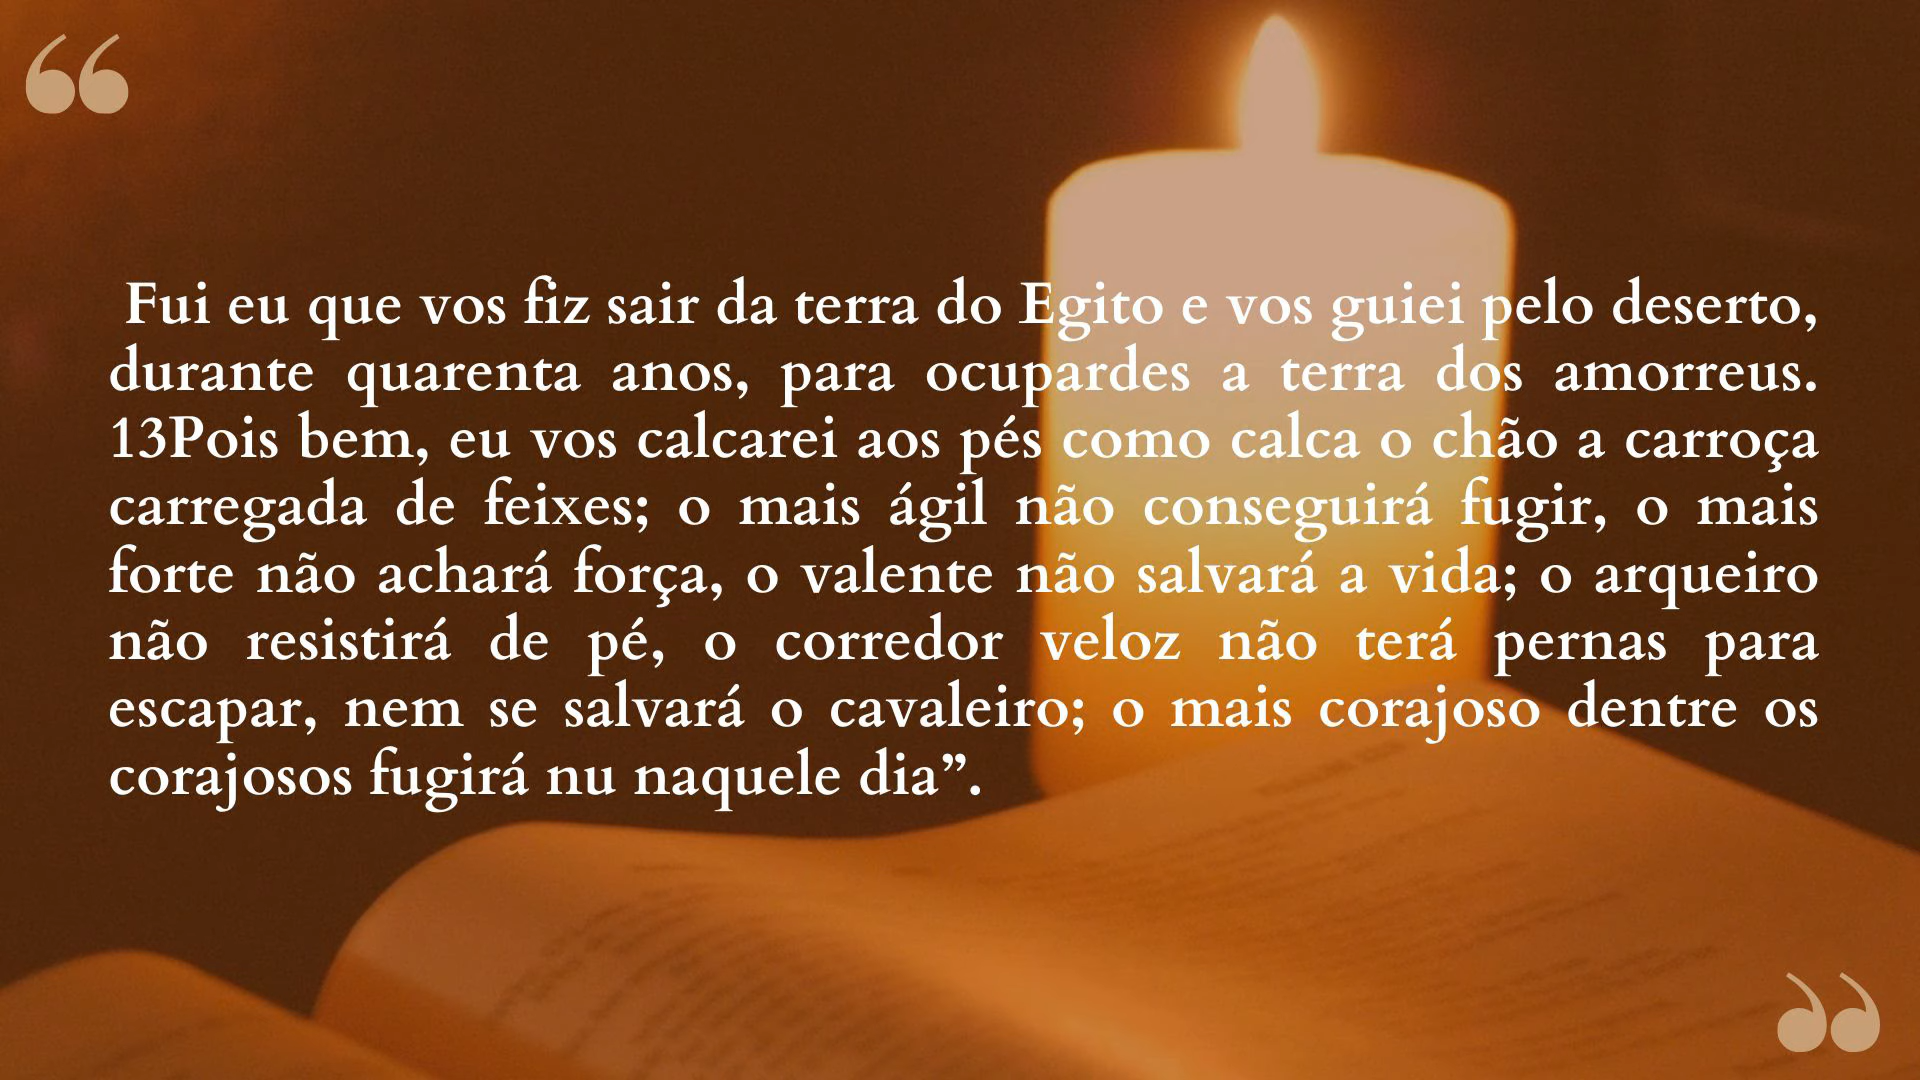 “
Fui eu que vos fiz sair da terra do Egito e vos guiei pelo deserto,
durante quarenta anos, para ocupardes a terra dos amorreus.
13Pois bem, eu vos calcarei aos pés como calca o chão a carroça
carregada de feixes; o mais ágil não conseguirá fugir, o mais
forte não achará força, o valente não salvará a vida; o arqueiro
não resistirá de pé, o corredor veloz não terá pernas para
escapar, nem se salvará o cavaleiro; o mais corajoso dentre os
corajosos fugirá nu naquele dia”.
”